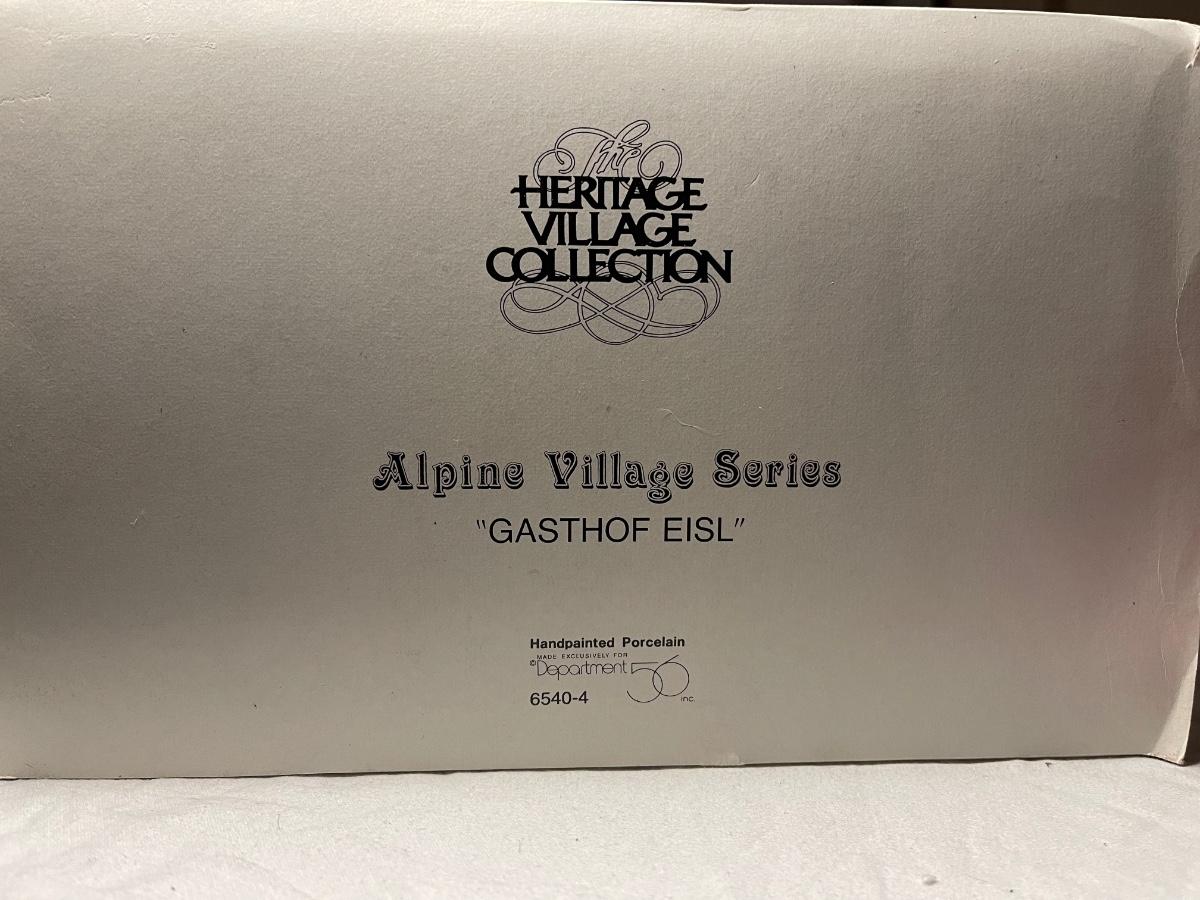 The
HERITAGE
VILLAGE
COLLECTION
Alpine Village Series
"GASTHOF EISL"
Handpainted Porcelain
MADE EXCLUSIVELY FOR
©Department 56 inc.
6540-4